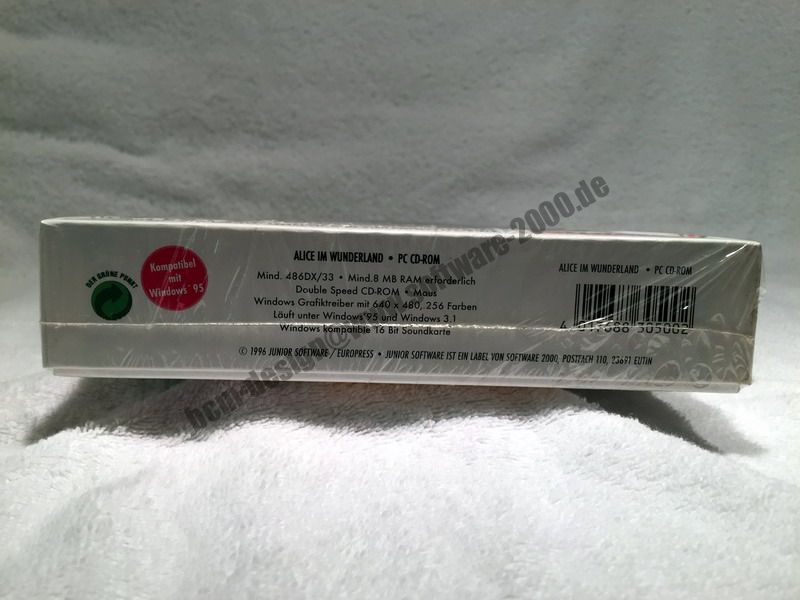 DER GRÜNE PUNKT
Kompatibel
mit
Windows 95
ALICE IM WUNDERLAND • PC CD-ROM
Mind. 486DX/33 • Mind.8 MB RAM erforderlich
Double Speed CD-ROM • Maus
Windows Grafiktreiber mit 640 x 480, 256 Farben
Läuft unter Windows 95 und Windows 3.1
Windows kompatible 16 Bit Soundkarte
© 1996 JUNIOR SOFTWARE / EUROPRESS • JUNIOR SOFTWARE IST EIN LABEL VON SOFTWARE 2000, POSTFACH 110, 23691 EUTIN
ALICE IM WUNDERLAND • PC CD-ROM